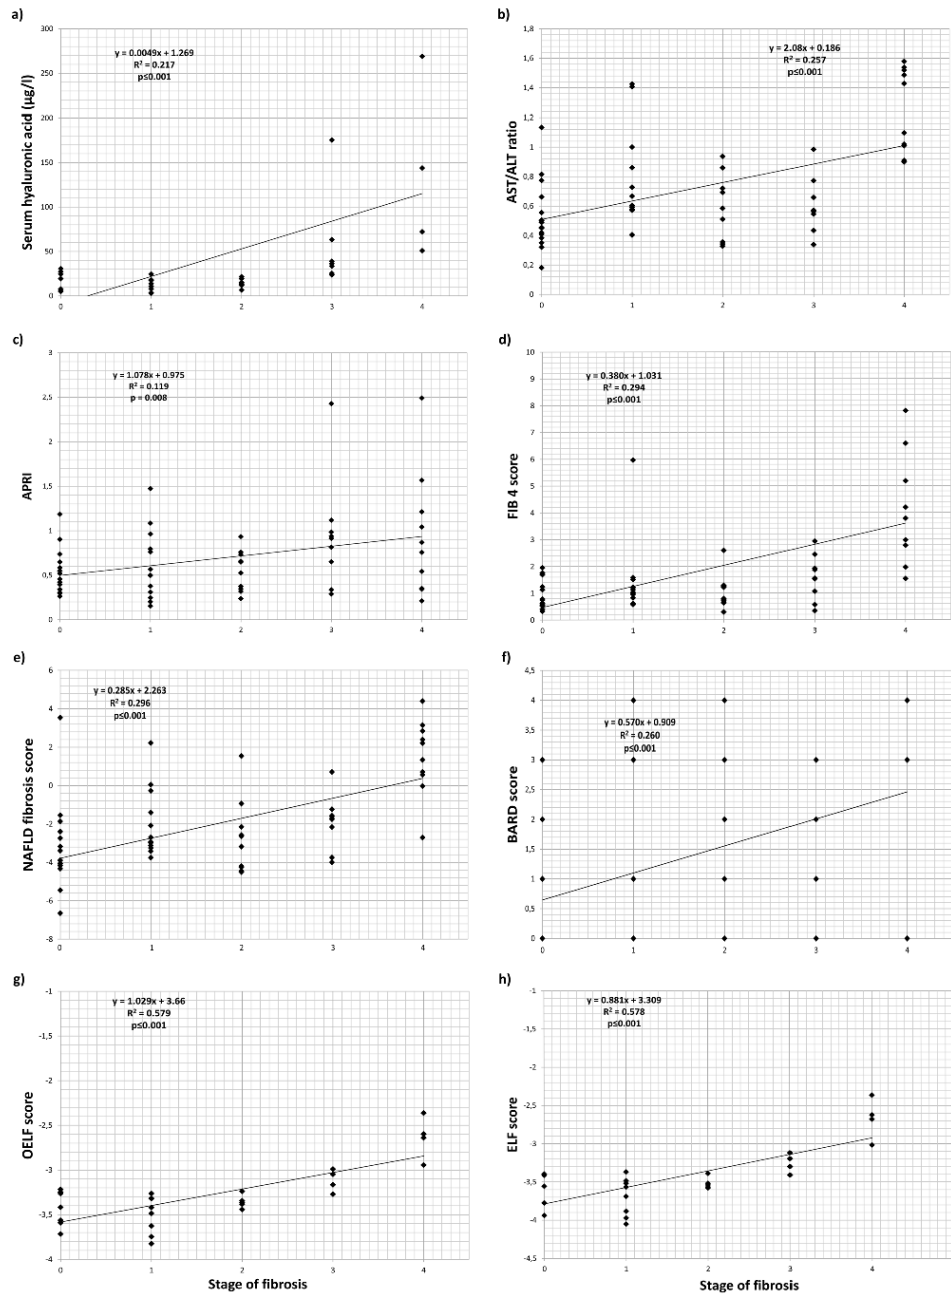 a)
300
250
200
150
100
50
0
0 1 2 3 4
Serum hyaluronic acid (µg/l)
y = 0.0049x + 1.269
R² = 0.217
p≤0.001
b)
1,8
1,6
1,4
1,2
1
0,8
0,6
0,4
0,2
0
0 1 2 3 4
AST/ALT ratio
y = 2.08x + 0.186
R² = 0.257
p≤0.001
c)
3
2,5
2
1,5
1
0,5
0
0 1 2 3 4
APRI
y = 1.078x + 0.975
R² = 0.119
p = 0.008
d)
10
9
8
7
6
5
4
3
2
1
0
0 1 2 3 4
FIB 4 score
y = 0.380x + 1.031
R² = 0.294
p≤0.001
e)
6
4
2
0
-2
-4
-6
-8
0 1 2 3 4
NAFLD fibrosis score
y = 0.285x + 2.263
R² = 0.296
p≤0.001
f)
4,5
4
3,5
3
2,5
2
1,5
1
0,5
0
0 1 2 3 4
BARD score
y = 0.570x + 0.909
R² = 0.260
p≤0.001
g)
-1
-1,5
-2
-2,5
-3
-3,5
-4
0 1 2 3 4
OELF score
y = 1.029x + 3.66
R² = 0.579
p≤0.001
Stage of fibrosis
h)
-1
-1,5
-2
-2,5
-3
-3,5
-4
-4,5
0 1 2 3 4
ELF score
y = 0.881x + 3.309
R² = 0.578
p≤0.001
Stage of fibrosis